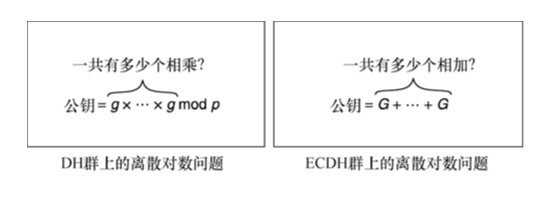 一共有多少个相乘?
公钥 = g × ⋯ × g mod p
DH群上的离散对数问题
一共有多少个相加?
公钥 = G + ⋯ + G
ECDH群上的离散对数问题